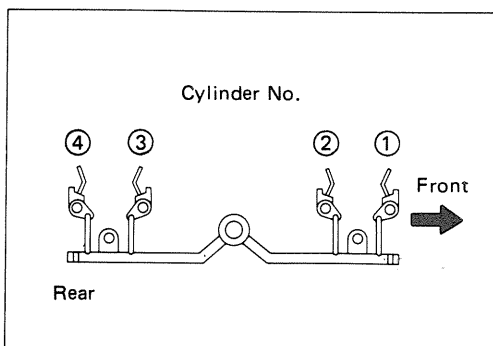 Cylinder No.
④ ③ ② ①
Front
Rear